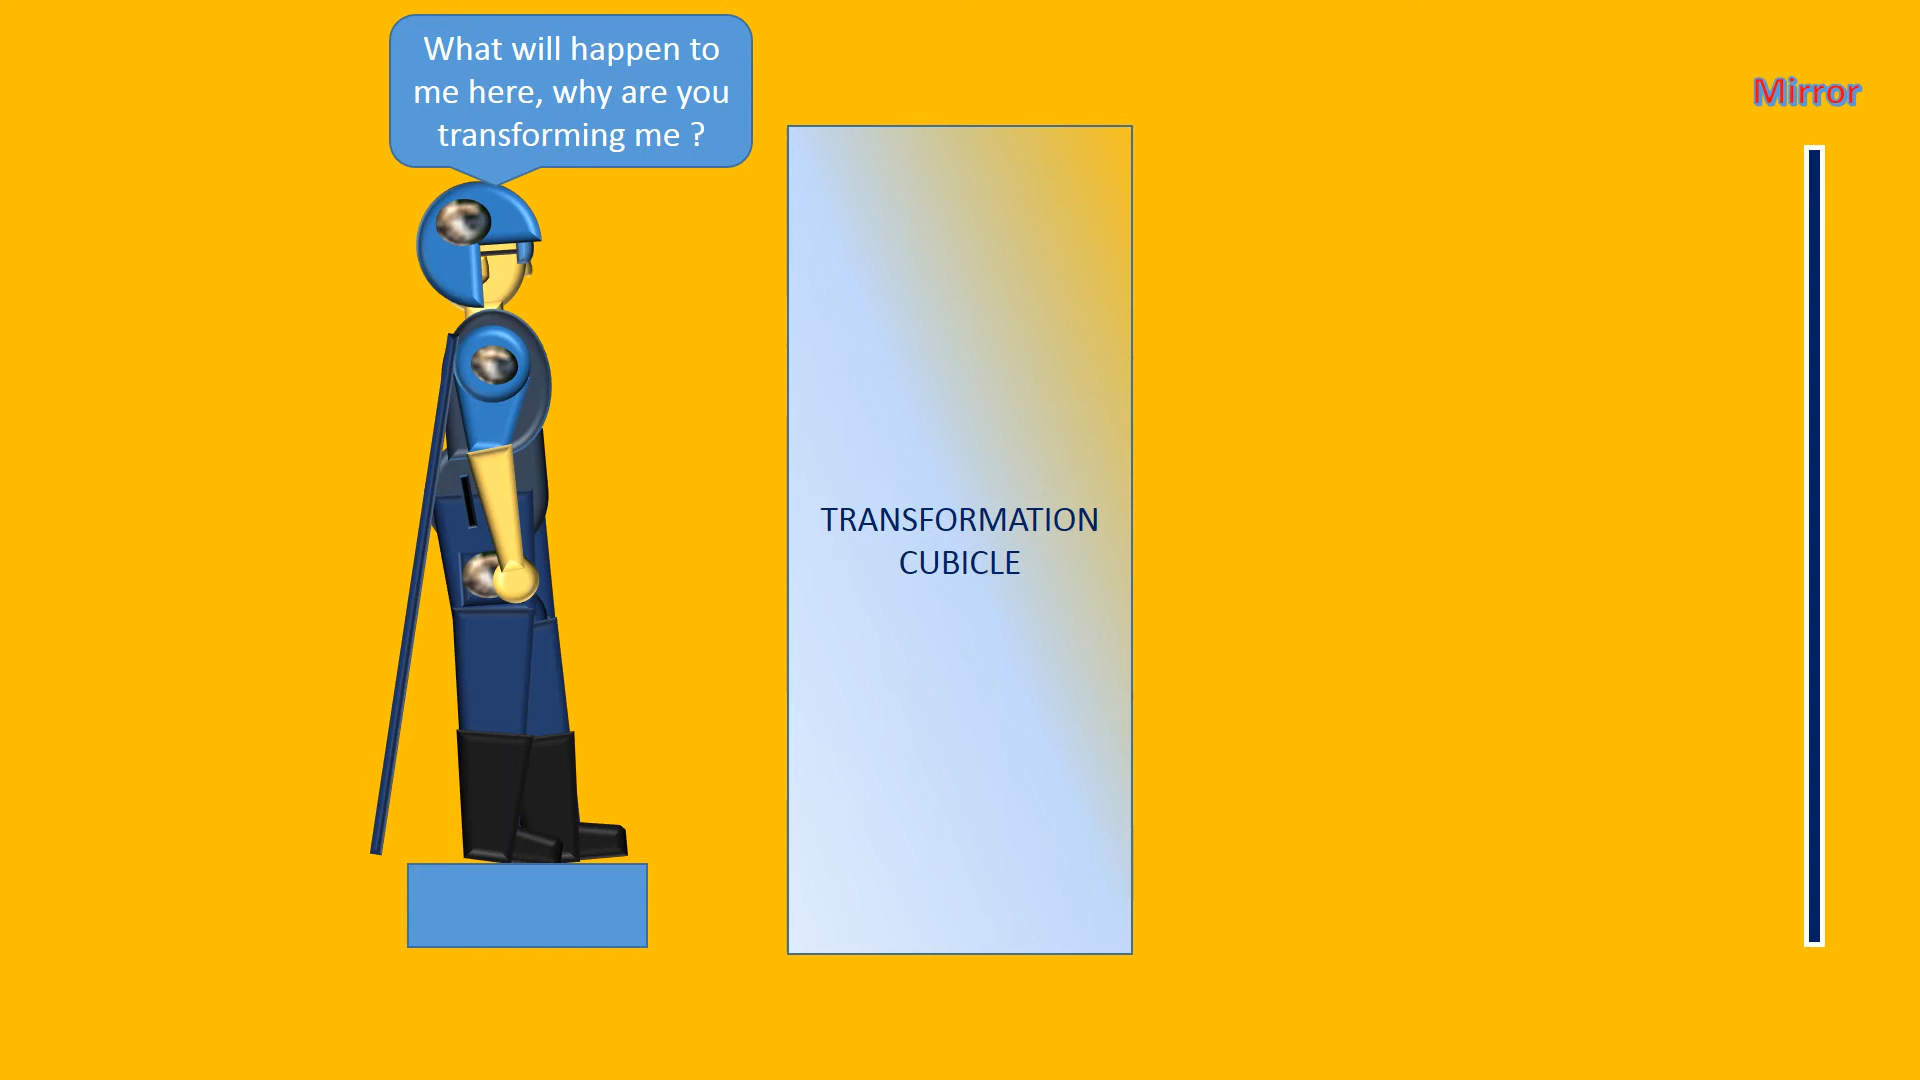 What will happen to
me here, why are you
transforming me ?
Mirror
TRANSFORMATION
CUBICLE